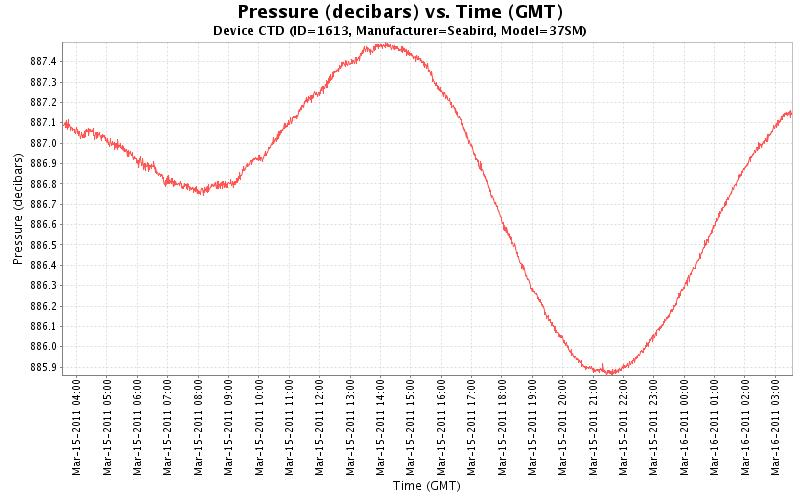 Pressure (decibars) vs. Time (GMT)
Device CTD (ID=1613, Manufacturer=Seabird, Model=37SM)
Pressure (decibars)
887.4
887.3
887.2
887.1
887.0
886.9
886.8
886.7
886.6
886.5
886.4
886.3
886.2
886.1
886.0
885.9
Mar-15-2011 04:00
Mar-15-2011 05:00
Mar-15-2011 06:00
Mar-15-2011 07:00
Mar-15-2011 08:00
Mar-15-2011 09:00
Mar-15-2011 10:00
Mar-15-2011 11:00
Mar-15-2011 12:00
Mar-15-2011 13:00
Mar-15-2011 14:00
Mar-15-2011 15:00
Mar-15-2011 16:00
Mar-15-2011 17:00
Mar-15-2011 18:00
Mar-15-2011 19:00
Mar-15-2011 20:00
Mar-15-2011 21:00
Mar-15-2011 22:00
Mar-15-2011 23:00
Mar-16-2011 00:00
Mar-16-2011 01:00
Mar-16-2011 02:00
Mar-16-2011 03:00
Time (GMT)